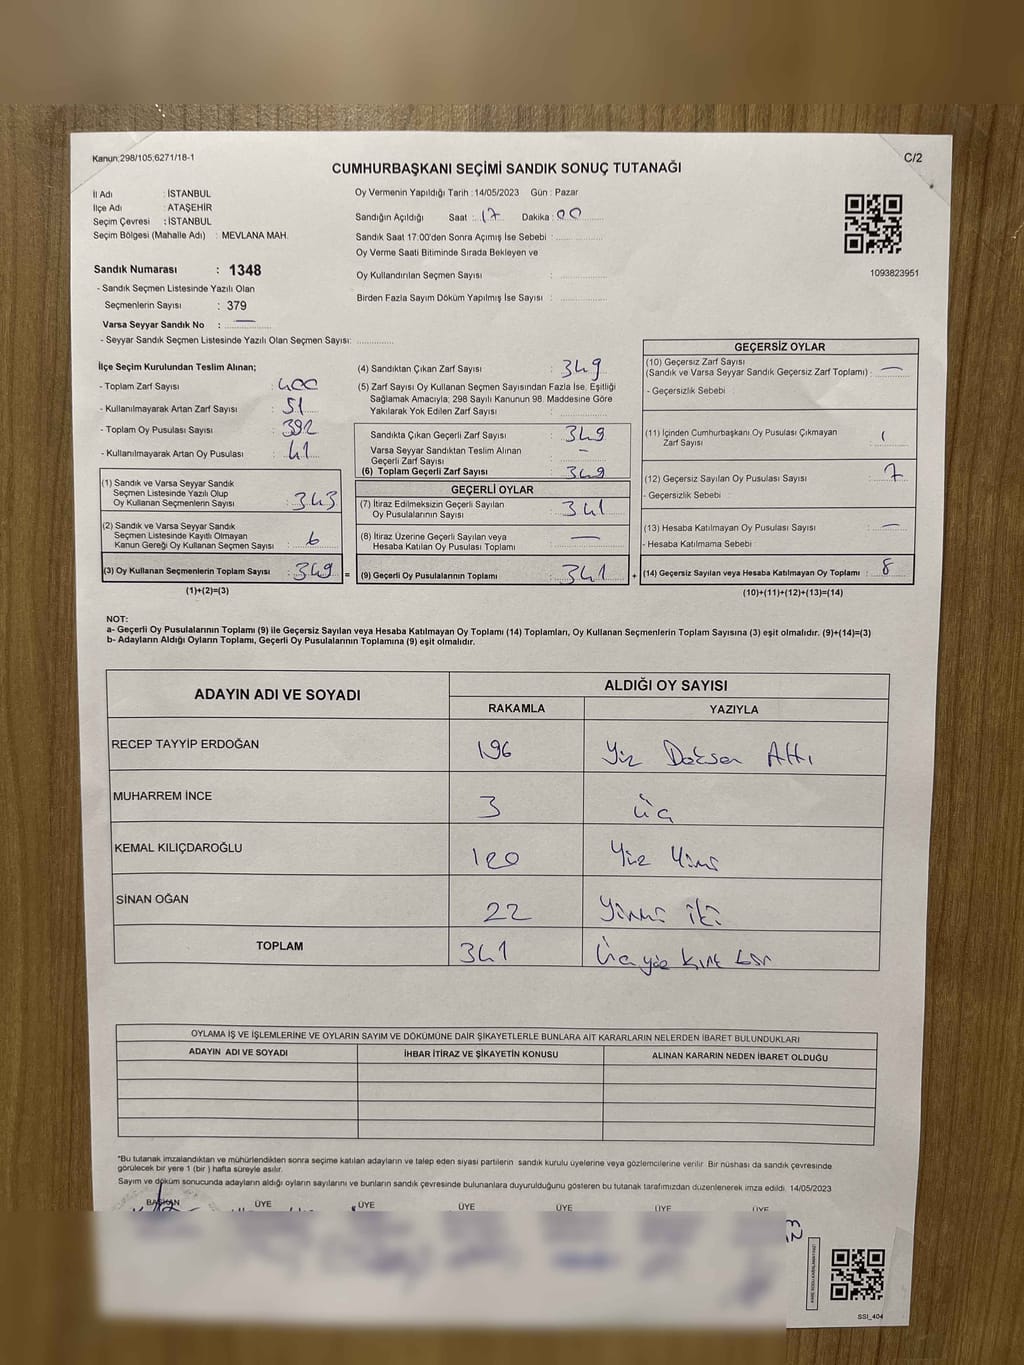 Kanun;298/105;6271/18-1
C/2
CUMHURBAŞKANI SEÇİMİ SANDIK SONUÇ TUTANAĞI
İl Adı : İSTANBUL
İlçe Adı : ATAŞEHİR
Seçim Çevresi : İSTANBUL
Seçim Bölgesi (Mahalle Adı) : MEVLANA MAH.
Sandık Numarası : 1348
- Sandık Seçmen Listesinde Yazılı Olan
Seçmenlerin Sayısı : 379
Varsa Seyyar Sandık No : —
- Seyyar Sandık Seçmen Listesinde Yazılı Olan Seçmen Sayısı:
Oy Vermenin Yapıldığı Tarih : 14/05/2023 Gün : Pazar
Sandığın Açıldığı Saat : 17 Dakika : 00
Sandık Saat 17:00'den Sonra Açımış İse Sebebi :
Oy Verme Saati Bitiminde Sırada Bekleyen ve
Oy Kullandırılan Seçmen Sayısı :
Birden Fazla Sayım Döküm Yapılmış İse Sayısı :
1093823951
İlçe Seçim Kurulundan Teslim Alınan;
- Toplam Zarf Sayısı : 400
- Kullanılmayarak Artan Zarf Sayısı : 51
- Toplam Oy Pusulası Sayısı : 392
- Kullanılmayarak Artan Oy Pusulası : 41
(1) Sandık ve Varsa Seyyar Sandık
Seçmen Listesinde Yazılı Olup
Oy Kullanan Seçmenlerin Sayısı : 343
(2) Sandık ve Varsa Seyyar Sandık
Seçmen Listesinde Kayıtlı Olmayan
Kanun Gereği Oy Kullanan Seçmen Sayısı : 6
(3) Oy Kullanan Seçmenlerin Toplam Sayısı : 349 =
(1)+(2)=(3)
(4) Sandıktan Çıkan Zarf Sayısı : 349
(5) Zarf Sayısı Oy Kullanan Seçmen Sayısından Fazla İse, Eşitliği
Sağlamak Amacıyla; 298 Sayılı Kanunun 98. Maddesine Göre
Yakılarak Yok Edilen Zarf Sayısı :
Sandıkta Çıkan Geçerli Zarf Sayısı : 349
Varsa Seyyar Sandıktan Teslim Alınan
Geçerli Zarf Sayısı : —
(6) Toplam Geçerli Zarf Sayısı : 349
GEÇERLİ OYLAR
(7) İtiraz Edilmeksizin Geçerli Sayılan
Oy Pusulalarının Sayısı : 341
(8) İtiraz Üzerine Geçerli Sayılan veya
Hesaba Katılan Oy Pusulası Toplamı : —
(9) Geçerli Oy Pusulalarının Toplamı : 341 +
GEÇERSİZ OYLAR
(10) Geçersiz Zarf Sayısı
(Sandık ve Varsa Seyyar Sandık Geçersiz Zarf Toplamı) : —
- Geçersizlik Sebebi
(11) İçinden Cumhurbaşkanı Oy Pusulası Çıkmayan
Zarf Sayısı : 1
(12) Geçersiz Sayılan Oy Pusulası Sayısı : 7
- Geçersizlik Sebebi :
(13) Hesaba Katılmayan Oy Pusulası Sayısı : —
- Hesaba Katılmama Sebebi
(14) Geçersiz Sayılan veya Hesaba Katılmayan Oy Toplamı : 8
(10)+(11)+(12)+(13)=(14)
NOT:
a- Geçerli Oy Pusulalarının Toplamı (9) ile Geçersiz Sayılan veya Hesaba Katılmayan Oy Toplamı (14) Toplamları, Oy Kullanan Seçmenlerin Toplam Sayısına (3) eşit olmalıdır. (9)+(14)=(3)
b- Adayların Aldığı Oyların Toplamı, Geçerli Oy Pusulalarının Toplamına (9) eşit olmalıdır.
ADAYIN ADI VE SOYADI ALDIĞI OY SAYISI
RAKAMLA YAZIYLA
RECEP TAYYİP ERDOĞAN 196 Yüz Doksan Altı
MUHARREM İNCE 3 Üç
KEMAL KILIÇDAROĞLU 120 Yüz Yirmi
SİNAN OĞAN 22 Yirmi iki
TOPLAM 341 Üçyüz kırk bir
OYLAMA İŞ VE İŞLEMLERİNE VE OYLARIN SAYIM VE DÖKÜMÜNE DAİR ŞİKAYETLERLE BUNLARA AİT KARARLARIN NELERDEN İBARET BULUNDUKLARI
ADAYIN ADI VE SOYADI İHBAR İTİRAZ VE ŞİKAYETİN KONUSU ALINAN KARARIN NEDEN İBARET OLDUĞU
*Bu tutanak imzalandıktan ve mühürlendikten sonra seçime katılan adayların ve talep eden siyasi partilerin sandık kurulu üyelerine veya gözlemcilerine verilir. Bir nüshası da sandık çevresinde
görülecek bir yere 1 (bir ) hafta süreyle asılır.
Sayım ve döküm sonucunda adayların aldığı oyların sayılarını ve bunların sandık çevresinde bulunanlara duyurulduğunu gösteren bu tutanak tarafımızdan düzenlenerek imza edildi. 14/05/2023
BAŞKAN ÜYE ÜYE ÜYE ÜYE ÜYE ÜYE
SSI_404